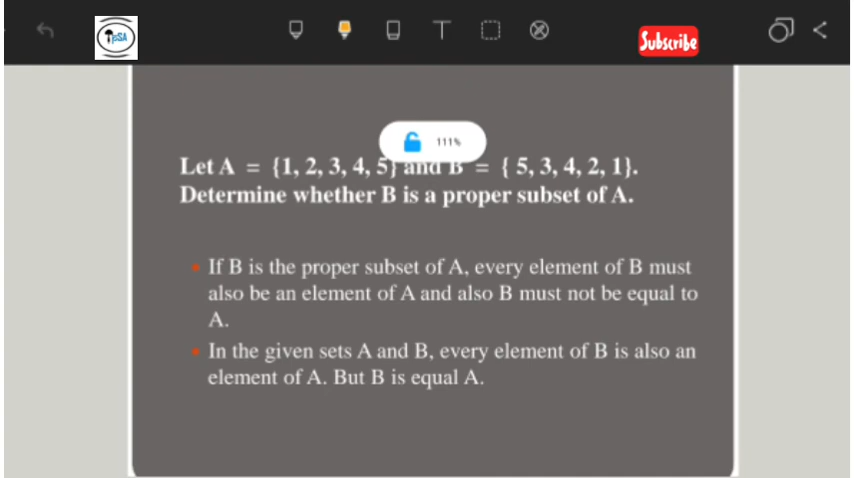 TPSA
T
Subscribe
111%
Let A = {1, 2, 3, 4, 5} and B = { 5, 3, 4, 2, 1}.
Determine whether B is a proper subset of A.
• If B is the proper subset of A, every element of B must
also be an element of A and also B must not be equal to
A.
• In the given sets A and B, every element of B is also an
element of A. But B is equal A.